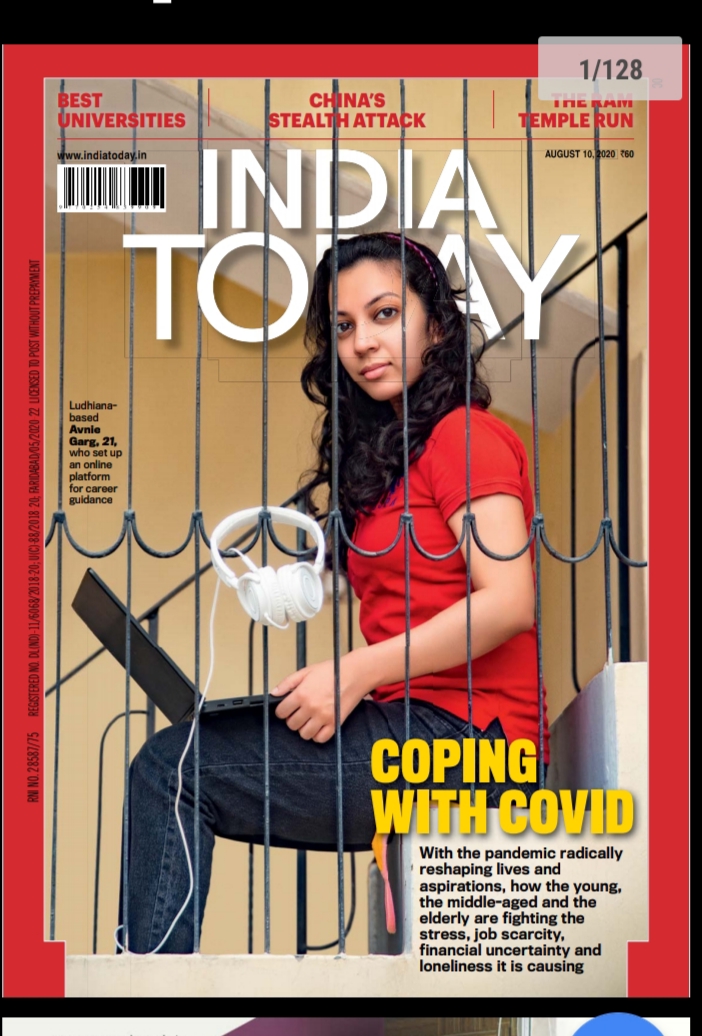 1/128
BEST
UNIVERSITIES
CHINA'S
STEALTH ATTACK
THE RAM
TEMPLE RUN
www.indiatoday.in
AUGUST 10, 2020 ₹60
INDIA
TODAY
RNI NO. 28587/75 REGISTERED NO. DL(ND)-11/6068/2018-20; U(C)-88/2018-20; FARIDABAD/05/2020-22 LICENSED TO POST WITHOUT PREPAYMENT
Ludhiana-
based
Avnie
Garg, 21,
who set up
an online
platform
for career
guidance
COPING
WITH COVID
With the pandemic radically
reshaping lives and
aspirations, how the young,
the middle-aged and the
elderly are fighting the
stress, job scarcity,
financial uncertainty and
loneliness it is causing